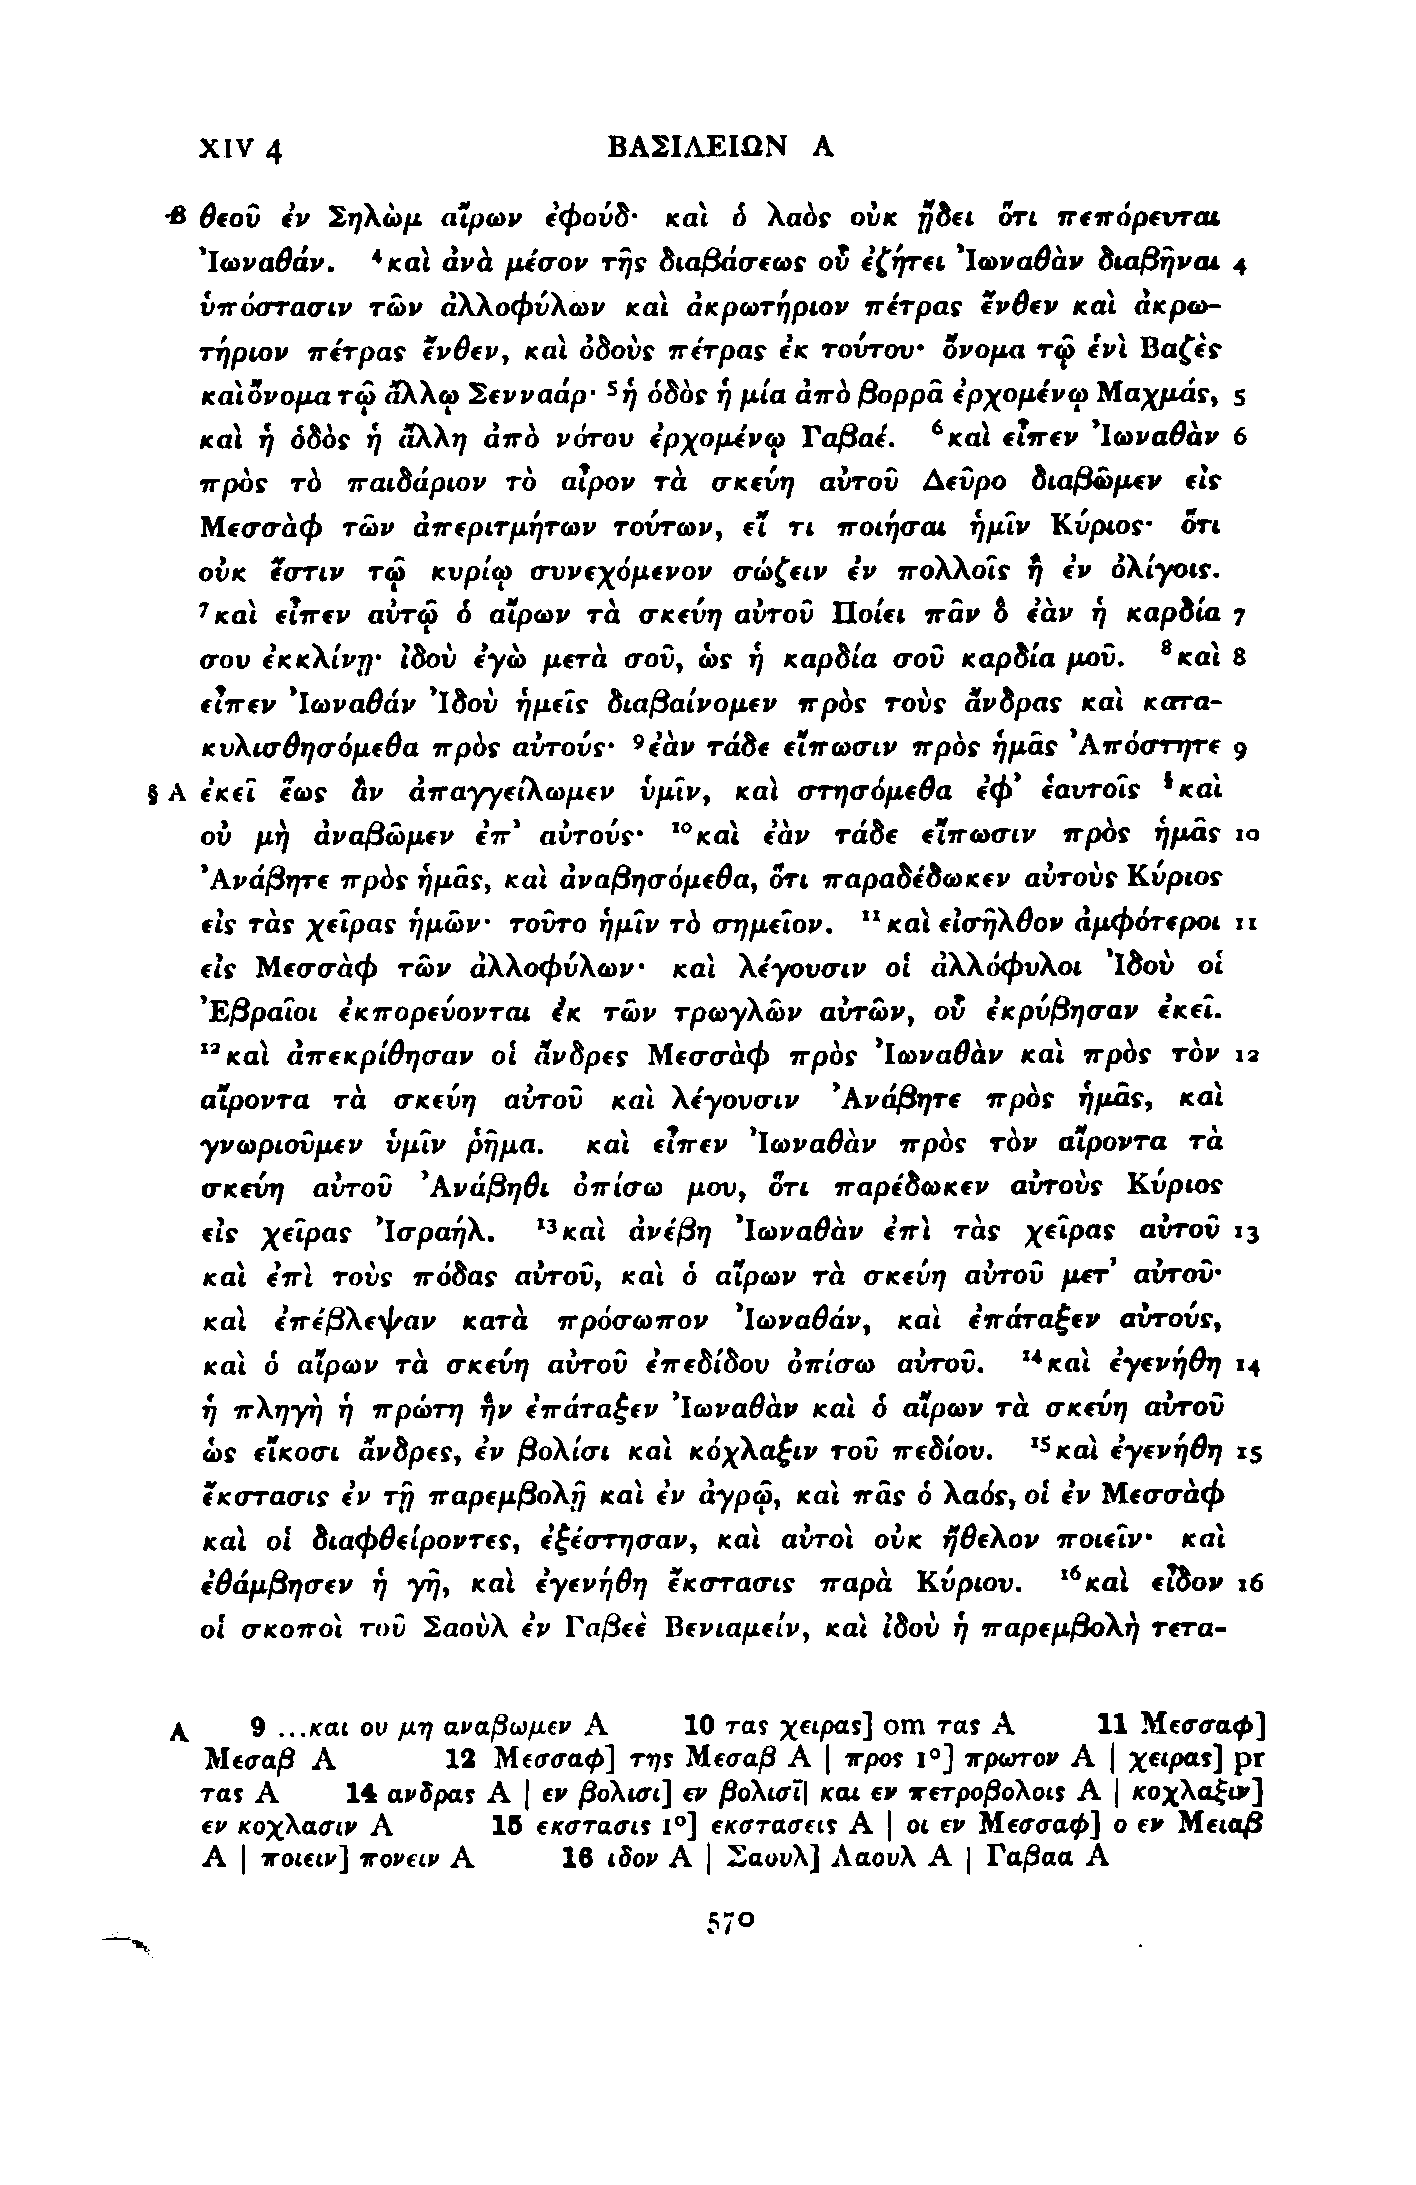 XIV 4 ΒΑΣΙΛΕΙΩΝ Α
B θεοῦ ἐν Σηλὼμ αἴρων ἐφούδ· καὶ ὁ λαὸς οὐκ ᾔδει ὅτι πεπόρευται
Ἰωναθάν. ⁴καὶ ἀνὰ μέσον τῆς διαβάσεως οὗ ἐζήτει Ἰωναθὰν διαβῆναι 4
ὑπόστασιν τῶν ἀλλοφύλων καὶ ἀκρωτήριον πέτρας ἔνθεν καὶ ἀκρω-
τήριον πέτρας ἔνθεν, καὶ ὀδοὺς πέτρας ἐκ τούτου· ὄνομα τῷ ἑνὶ Βαζὲς
καὶ ὄνομα τῷ ἄλλῳ Σενναάρ· ⁵ἡ ὁδὸς ἡ μία ἀπὸ βορρᾶ ἐρχομένῳ Μαχμάς, 5
καὶ ἡ ὁδὸς ἡ ἄλλη ἀπὸ νότου ἐρχομένῳ Γαβαέ. ⁶καὶ εἶπεν Ἰωναθὰν 6
πρὸς τὸ παιδάριον τὸ αἶρον τὰ σκεύη αὐτοῦ Δεῦρο διαβῶμεν εἰς
Μεσσὰφ τῶν ἀπεριτμήτων τούτων, εἴ τι ποιήσαι ἡμῖν Κύριος· ὅτι
οὐκ ἔστιν τῷ κυρίῳ συνεχόμενον σώζειν ἐν πολλοῖς ἢ ἐν ὀλίγοις.
⁷καὶ εἶπεν αὐτῷ ὁ αἴρων τὰ σκεύη αὐτοῦ Ποίει πᾶν ὃ ἐὰν ἡ καρδία 7
σου ἐκκλίνῃ· ἰδοὺ ἐγὼ μετὰ σοῦ, ὡς ἡ καρδία σοῦ καρδία μοῦ. ⁸καὶ 8
εἶπεν Ἰωναθάν Ἰδοὺ ἡμεῖς διαβαίνομεν πρὸς τοὺς ἄνδρας καὶ κατα-
κυλισθησόμεθα πρὸς αὐτούς· ⁹ἐὰν τάδε εἴπωσιν πρὸς ἡμᾶς Ἀπόστητε 9
§ A ἐκεῖ ἕως ἂν ἀπαγγείλωμεν ὑμῖν, καὶ στησόμεθα ἐφ’ ἑαυτοῖς §καὶ
οὐ μὴ ἀναβῶμεν ἐπ’ αὐτούς· ¹⁰καὶ ἐὰν τάδε εἴπωσιν πρὸς ἡμᾶς 10
Ἀνάβητε πρὸς ἡμᾶς, καὶ ἀναβησόμεθα, ὅτι παραδέδωκεν αὐτοὺς Κύριος
εἰς τὰς χεῖρας ἡμῶν· τοῦτο ἡμῖν τὸ σημεῖον. ¹¹καὶ εἰσῆλθον ἀμφότεροι 11
εἰς Μεσσὰφ τῶν ἀλλοφύλων· καὶ λέγουσιν οἱ ἀλλόφυλοι Ἰδοὺ οἱ
Ἐβραῖοι ἐκπορεύονται ἐκ τῶν τρωγλῶν αὐτῶν, οὗ ἐκρύβησαν ἐκεῖ.
¹²καὶ ἀπεκρίθησαν οἱ ἄνδρες Μεσσὰφ πρὸς Ἰωναθὰν καὶ πρὸς τὸν 12
αἴροντα τὰ σκεύη αὐτοῦ καὶ λέγουσιν Ἀνάβητε πρὸς ἡμᾶς, καὶ
γνωριοῦμεν ὑμῖν ῥῆμα. καὶ εἶπεν Ἰωναθὰν πρὸς τὸν αἴροντα τὰ
σκεύη αὐτοῦ Ἀνάβηθι ὀπίσω μου, ὅτι παρέδωκεν αὐτοὺς Κύριος
εἰς χεῖρας Ἰσραήλ. ¹³καὶ ἀνέβη Ἰωναθὰν ἐπὶ τὰς χεῖρας αὐτοῦ 13
καὶ ἐπὶ τοὺς πόδας αὐτοῦ, καὶ ὁ αἴρων τὰ σκεύη αὐτοῦ μετ’ αὐτοῦ·
καὶ ἐπέβλεψαν κατὰ πρόσωπον Ἰωναθάν, καὶ ἐπάταξεν αὐτούς,
καὶ ὁ αἴρων τὰ σκεύη αὐτοῦ ἐπεδίδου ὀπίσω αὐτοῦ. ¹⁴καὶ ἐγενήθη 14
ἡ πληγὴ ἡ πρώτη ἣν ἐπάταξεν Ἰωναθὰν καὶ ὁ αἴρων τὰ σκεύη αὐτοῦ
ὡς εἴκοσι ἄνδρες, ἐν βολίσι καὶ κόχλαξιν τοῦ πεδίου. ¹⁵καὶ ἐγενήθη 15
ἔκστασις ἐν τῇ παρεμβολῇ καὶ ἐν ἀγρῷ, καὶ πᾶς ὁ λαός, οἱ ἐν Μεσσὰφ
καὶ οἱ διαφθείροντες, ἐξέστησαν, καὶ αὐτοὶ οὐκ ἤθελον ποιεῖν· καὶ
ἐθάμβησεν ἡ γῆ, καὶ ἐγενήθη ἔκστασις παρὰ Κύριου. ¹⁶καὶ εἶδον 16
οἱ σκοποὶ τοῦ Σαοὺλ ἐν Γαβεὲ Βενιαμείν, καὶ ἰδοὺ ἡ παρεμβολὴ τετα-
A 9 ...και ου μη αναβωμεν A 10 τας χειρας] om τας A 11 Μεσσαφ]
Μεσαβ A 12 Μεσσαφ] της Μεσαβ A | προς 1°] πρωτον A | χειρας] pr
τας A 14 ανδρας A | εν βολισι] εν βολισῑ| και εν πετροβολοις A | κοχλαξιν]
εν κοχλασιν A 15 εκστασις 1°] εκστασεις A | οι εν Μεσσαφ] ο εν Μειαβ
A | ποιειν] πονειν A 16 ιδον A | Σαουλ] Λαουλ A | Γαβαα A
570